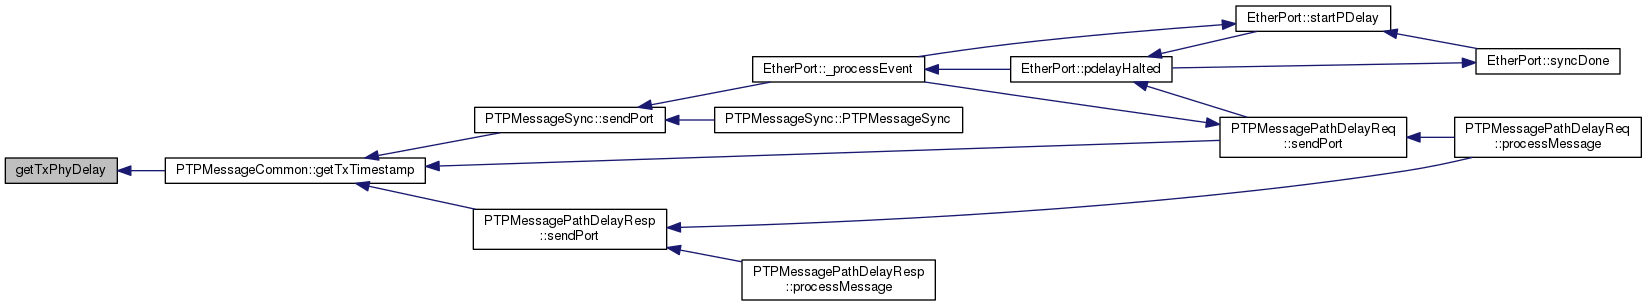 EtherPort::startPDelay
EtherPort::_processEvent
EtherPort::pdelayHalted
EtherPort::syncDone
PTPMessageSync::sendPort
PTPMessageSync::PTPMessageSync
PTPMessagePathDelayReq
::sendPort
PTPMessagePathDelayReq
::processMessage
getTxPhyDelay
PTPMessageCommon::getTxTimestamp
PTPMessagePathDelayResp
::sendPort
PTPMessagePathDelayResp
::processMessage